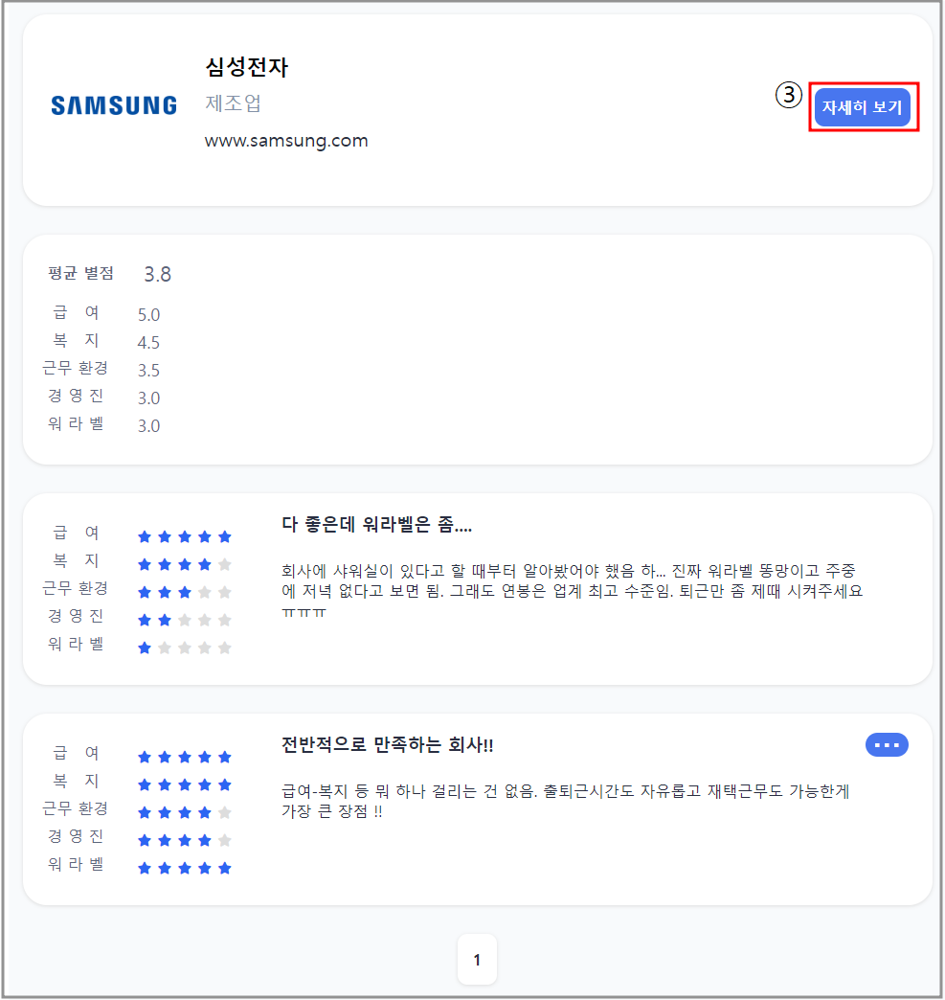 심성전자
SAMSUNG
제조업
www.samsung.com
③
자세히 보기
평균 별점 3.8
급 여 5.0
복 지 4.5
근무 환경 3.5
경 영 진 3.0
워 라 벨 3.0
급 여
복 지
근무 환경
경 영 진
워 라 벨
다 좋은데 워라벨은 좀....
회사에 샤워실이 있다고 할 때부터 알아봤어야 했음 하... 진짜 워라벨 똥망이고 주중
에 저녁 없다고 보면 됨. 그래도 연봉은 업계 최고 수준임. 퇴근만 좀 제때 시켜주세요
ㅠㅠㅠ
급 여
복 지
근무 환경
경 영 진
워 라 벨
전반적으로 만족하는 회사!!
급여-복지 등 뭐 하나 걸리는 건 없음. 출퇴근시간도 자유롭고 재택근무도 가능한게
가장 큰 장점 !!
1